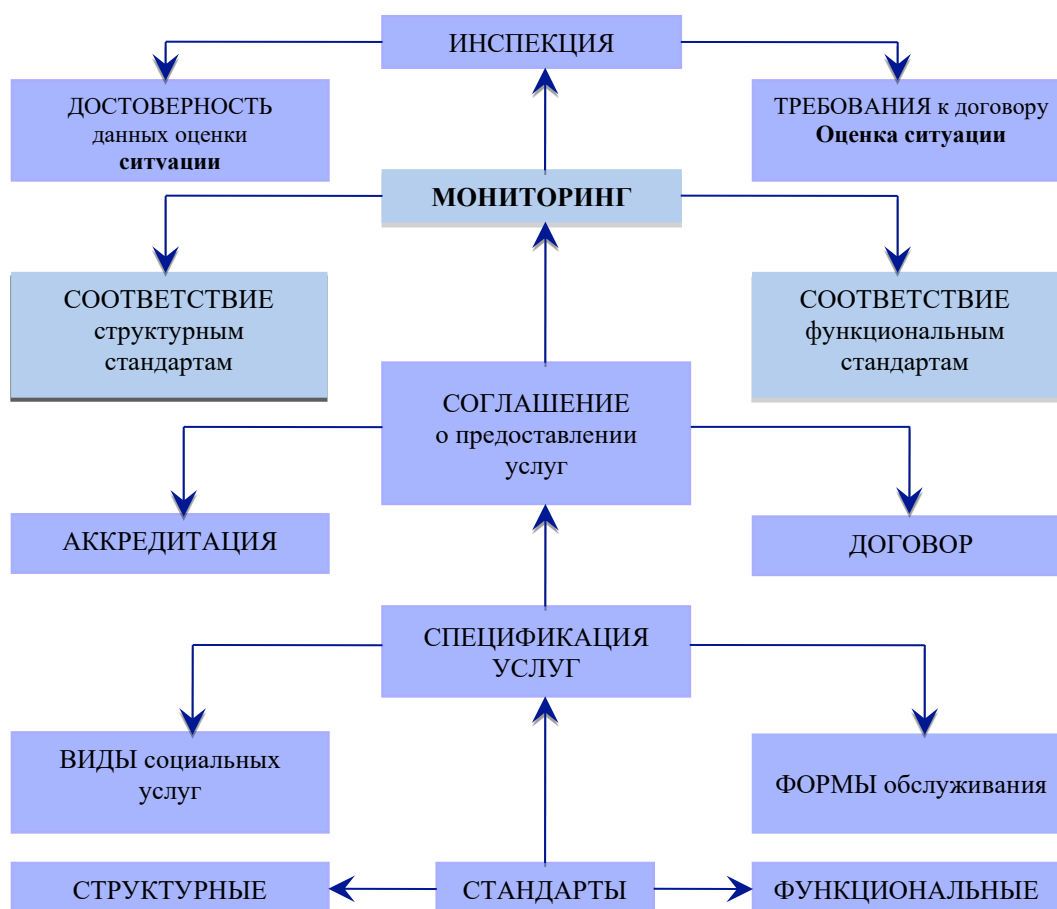 ИНСПЕКЦИЯ
ДОСТОВЕРНОСТЬ
данных оценки
ситуации
ТРЕБОВАНИЯ к договору
Оценка ситуации
МОНИТОРИНГ
СООТВЕТСТВИЕ
структурным
стандартам
СООТВЕТСТВИЕ
функциональным
стандартам
СОГЛАШЕНИЕ
о предоставлении
услуг
АККРЕДИТАЦИЯ
ДОГОВОР
СПЕЦИФИКАЦИЯ
УСЛУГ
ВИДЫ социальных
услуг
ФОРМЫ обслуживания
СТРУКТУРНЫЕ
СТАНДАРТЫ
ФУНКЦИОНАЛЬНЫЕ